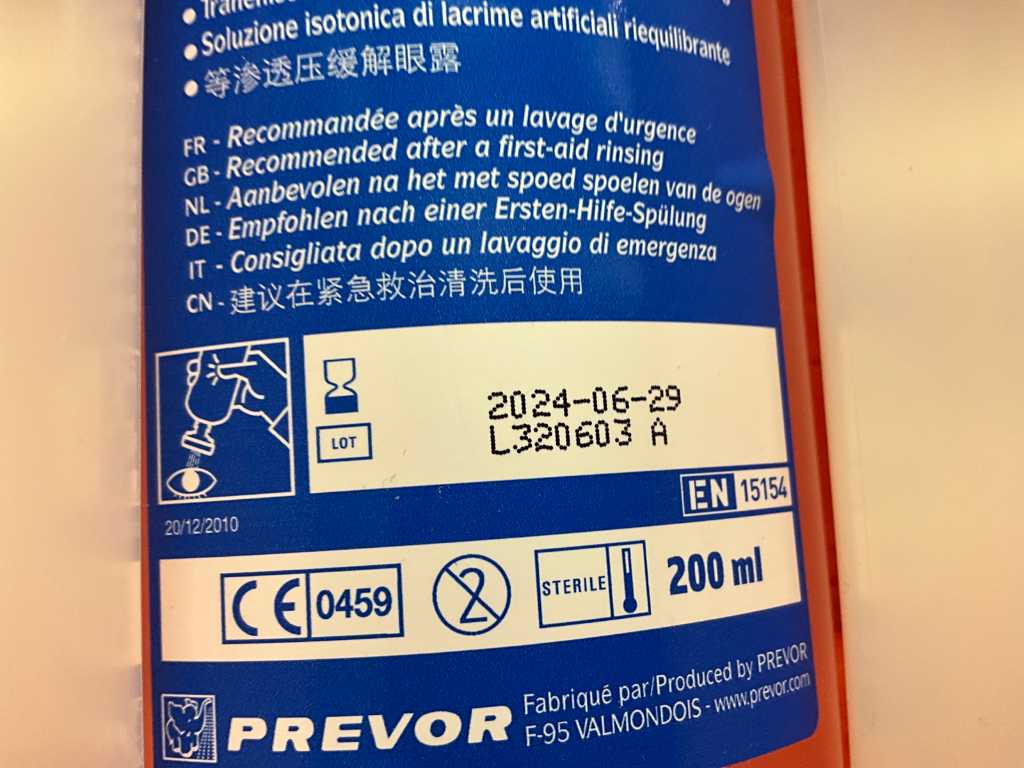 • Soluzione isotonica di lacrime artificiali riequilibrante
• 等渗透压缓解眼露
FR - Recommandée après un lavage d'urgence
GB - Recommended after a first-aid rinsing
NL - Aanbevolen na het met spoed spoelen van de ogen
DE - Empfohlen nach einer Ersten-Hilfe-Spülung
IT - Consigliata dopo un lavaggio di emergenza
CN - 建议在紧急救治清洗后使用
2024-06-29
LOT L320603 A
EN 15154
20/12/2010
CE 0459 2 STERILE 200 ml
PREVOR
Fabriqué par/Produced by PREVOR
F-95 VALMONDOIS - www.prevor.com